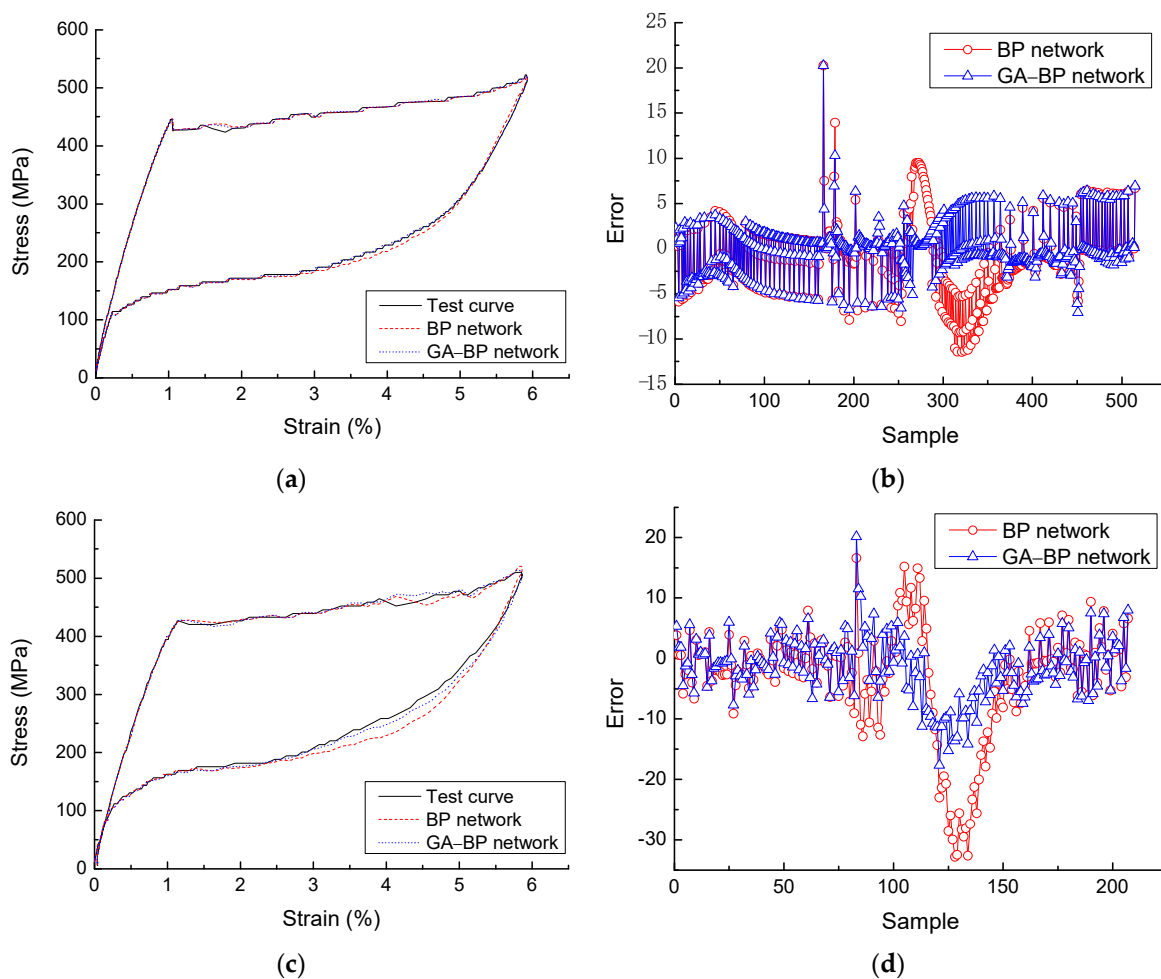 600
500
400
300
200
100
0
Stress (MPa)
0 1 2 3 4 5 6
Strain (%)
Test curve
BP network
GA–BP network
(a)
25
20
15
10
5
0
-5
-10
-15
Error
0 100 200 300 400 500
Sample
BP network
GA–BP network
(b)
600
500
400
300
200
100
0
Stress (MPa)
0 1 2 3 4 5 6
Strain (%)
Test curve
BP network
GA–BP network
(c)
20
10
0
-10
-20
-30
Error
0 50 100 150 200
Sample
BP network
GA–BP network
(d)